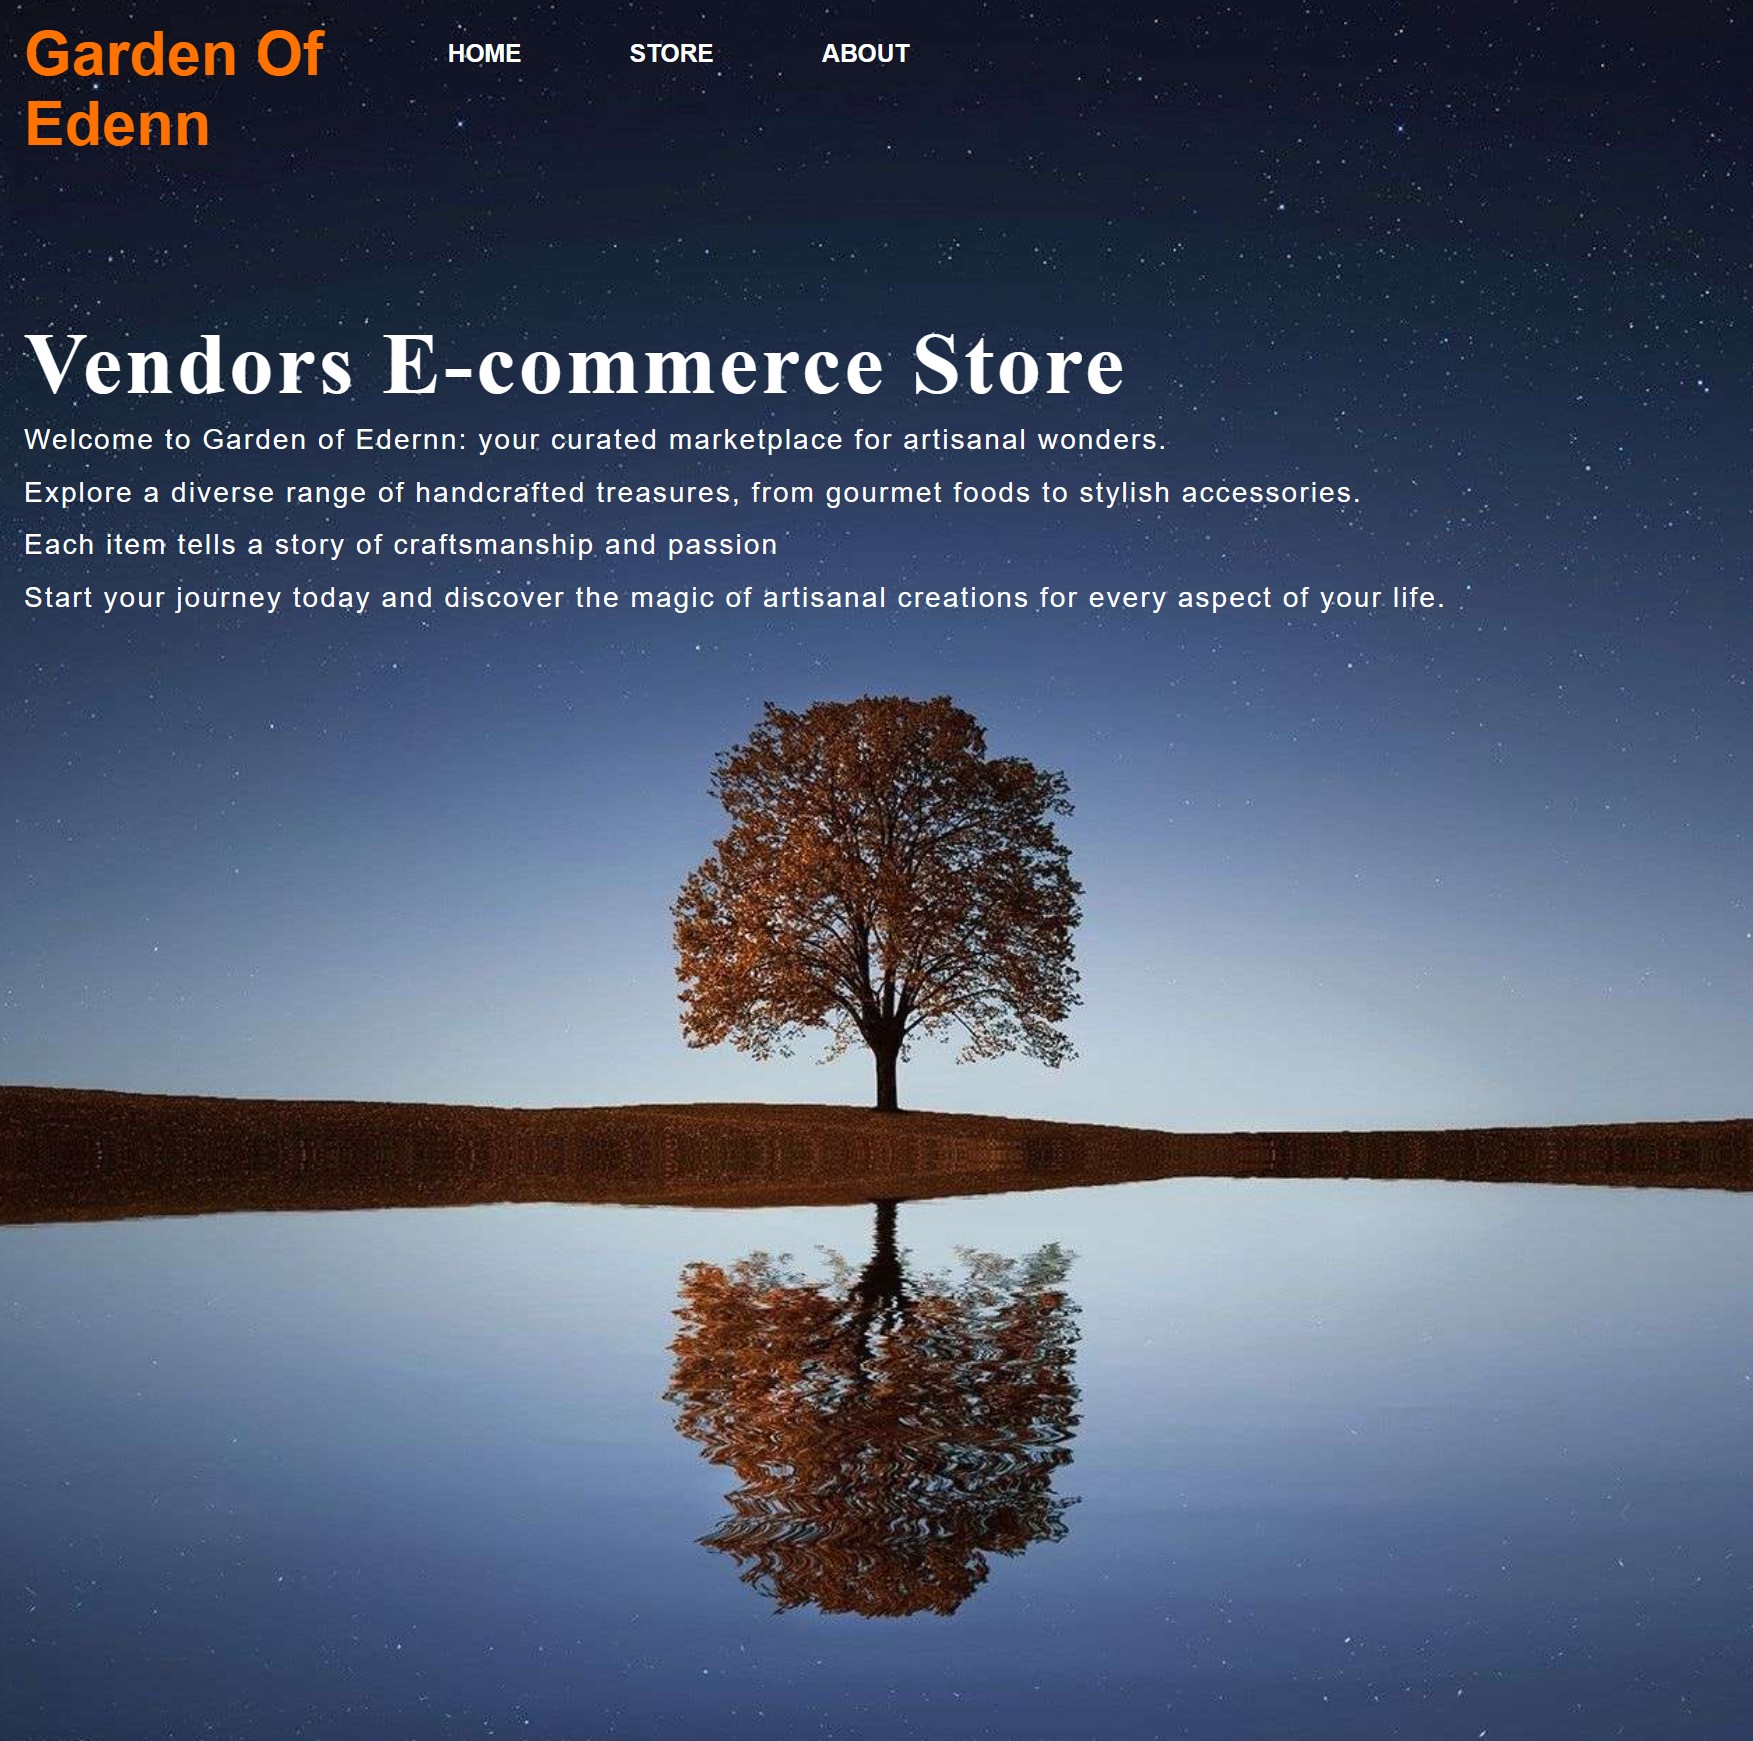 Garden Of
Edenn
HOME STORE ABOUT
Vendors E-commerce Store
Welcome to Garden of Edernn: your curated marketplace for artisanal wonders.
Explore a diverse range of handcrafted treasures, from gourmet foods to stylish accessories.
Each item tells a story of craftsmanship and passion
Start your journey today and discover the magic of artisanal creations for every aspect of your life.